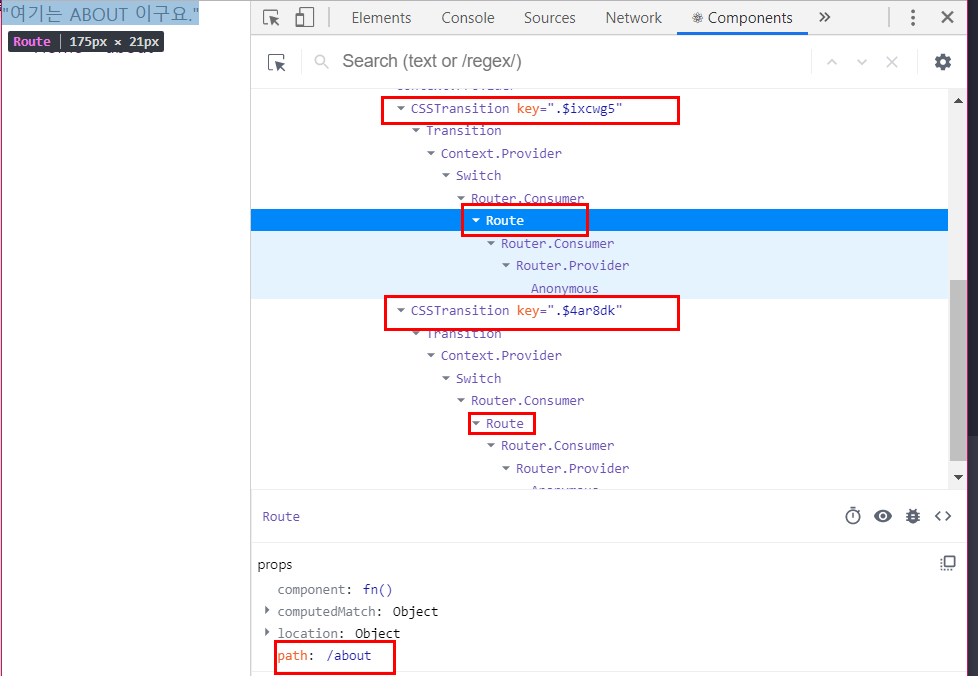 "여기는 ABOUT 이구요."
Route | 175px × 21px
Elements Console Sources Network Components
Search (text or /regex/)
Context.Provider
CSSTransition key=".$ixcwg5"
Transition
Context.Provider
Switch
Router.Consumer
Route
Router.Consumer
Router.Provider
Anonymous
CSSTransition key=".$4ar8dk"
Transition
Context.Provider
Switch
Router.Consumer
Route
Router.Consumer
Router.Provider
Anonymous
Route
props
component: fn()
computedMatch: Object
location: Object
path: /about